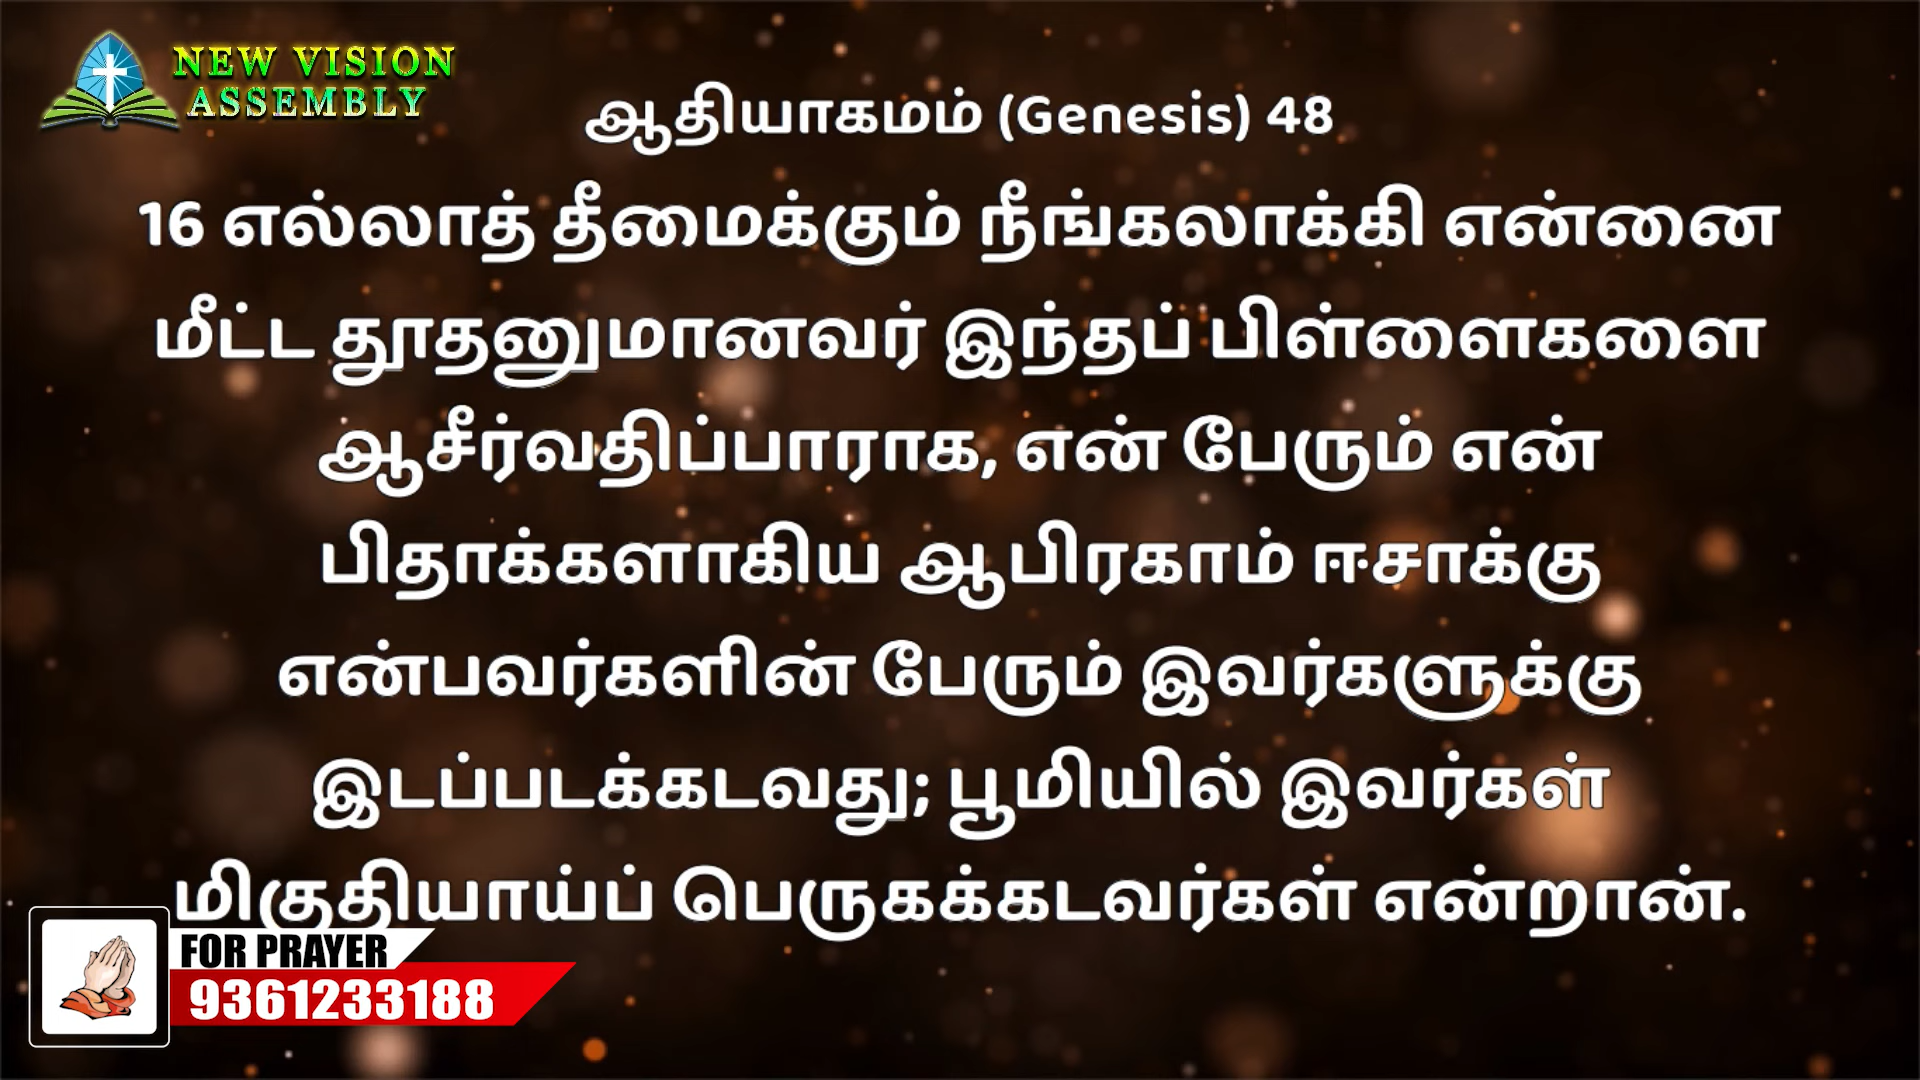 NEW VISION
ASSEMBLY
ஆதியாகமம் (Genesis) 48
16 எல்லாத் தீமைக்கும் நீங்கலாக்கி என்னை
மீட்ட தூதனுமானவர் இந்தப் பிள்ளைகளை
ஆசீர்வதிப்பாராக, என் பேரும் என்
பிதாக்களாகிய ஆபிரகாம் ஈசாக்கு
என்பவர்களின் பேரும் இவர்களுக்கு
இடப்படக்கடவது; பூமியில் இவர்கள்
மிகுதியாய்ப் பெருகக்கடவர்கள் என்றான்.
FOR PRAYER
9361233188